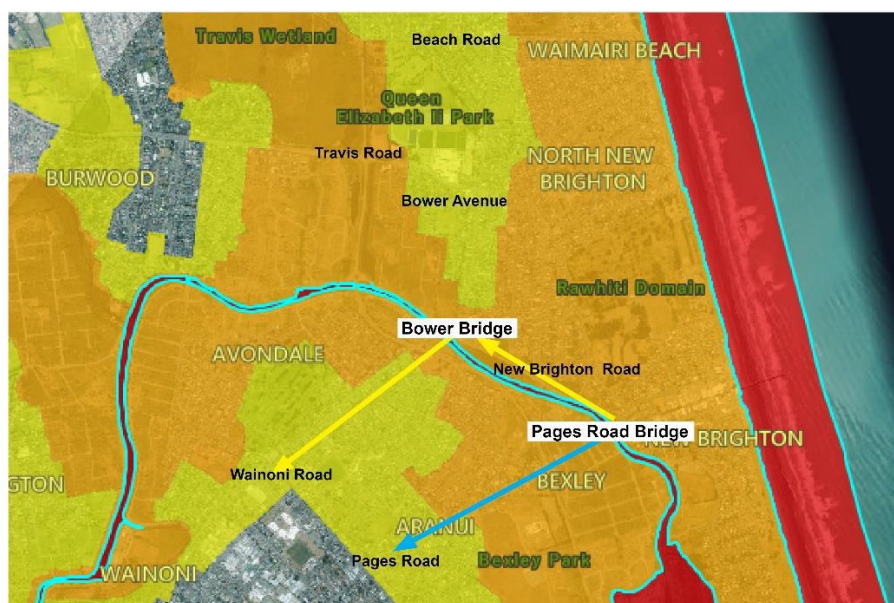 Travis Wetland
Beach Road
WAIMAIRI BEACH
Queen
Elizabeth Ii Park
Travis Road
NORTH NEW
BRIGHTON
BURWOOD
Bower Avenue
Rawhiti Domain
Bower Bridge
AVONDALE
New Brighton Road
Pages Road Bridge
NEW BRIGHTON
Wainoni Road
GTON
BEXLEY
ARANUI
Bexley Park
Pages Road
WAINONI